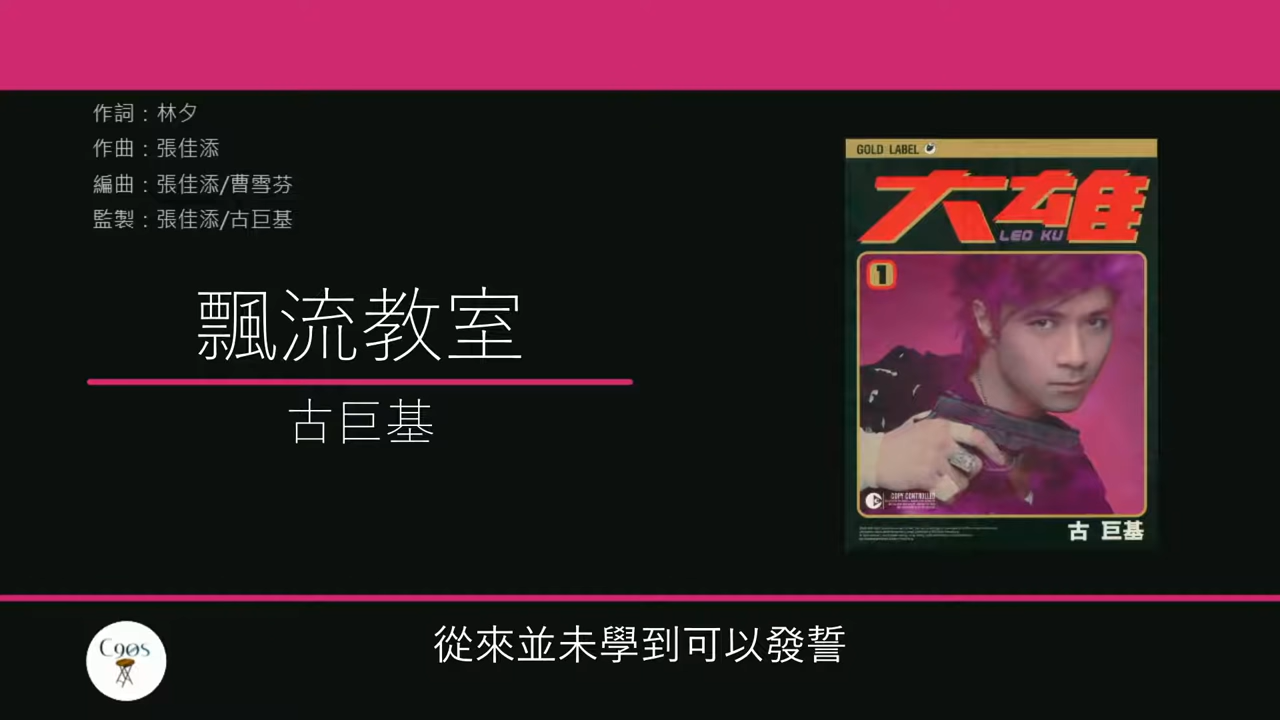 作詞：林夕
作曲：張佳添
編曲：張佳添/曹雪芬
監製：張佳添/古巨基
飄流教室
古巨基
GOLD LABEL
大雄
LEO KU
1
COPY CONTROLLED
古 巨基
C90S
從來並未學到可以發誓